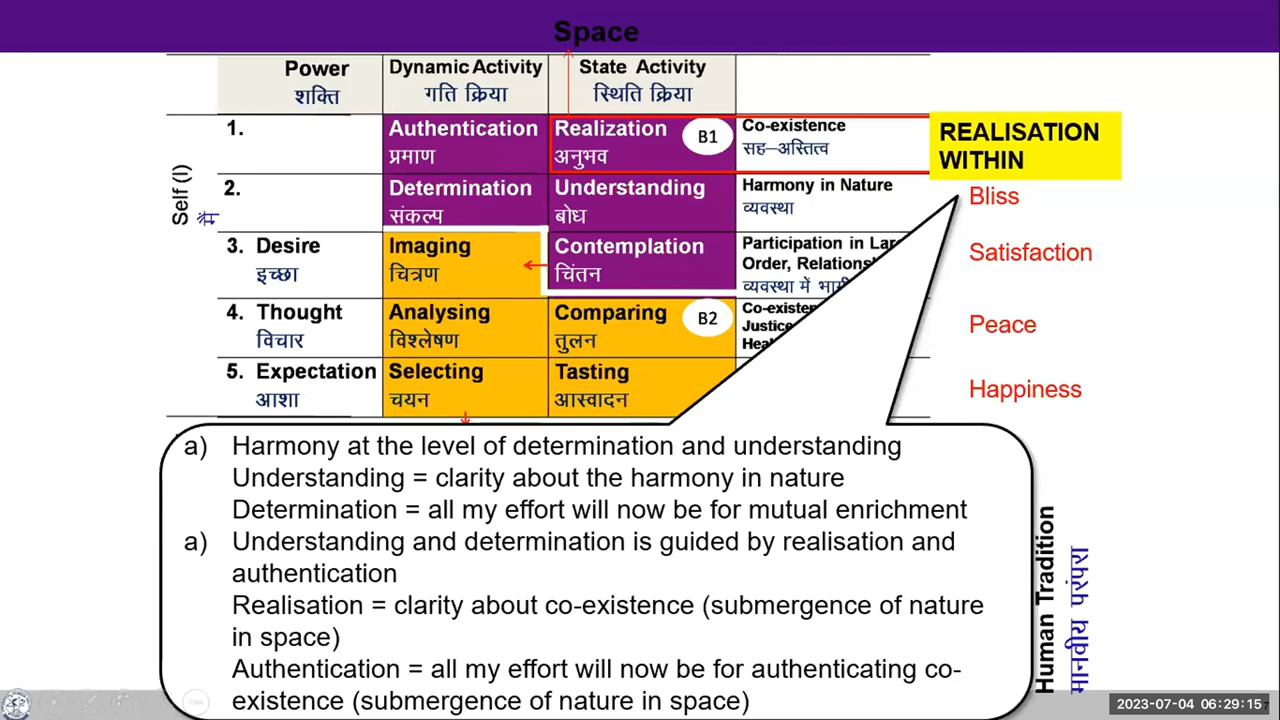 Space
Power
Dynamic Activity
State Activity
शक्ति
गति क्रिया
स्थिति क्रिया
Self (I)
मैं
1.
Authentication
Realization
B1
Co-existence
प्रमाण
अनुभव
सह–अस्तित्व
REALISATION
WITHIN
2.
Determination
Understanding
Harmony in Nature
Bliss
संकल्प
बोध
व्यवस्था
3. Desire
Imaging
Contemplation
Participation in
Order,
Satisfaction
इच्छा
चित्रण
चिंतन
व्यवस्था में
4. Thought
Analysing
Comparing
B2
Justice
Peace
विचार
विश्लेषण
तुलन
5. Expectation
Selecting
Tasting
Happiness
आशा
चयन
आस्वादन
a) Harmony at the level of determination and understanding
Understanding = clarity about the harmony in nature
Determination = all my effort will now be for mutual enrichment
a) Understanding and determination is guided by realisation and
authentication
Realisation = clarity about co-existence (submergence of nature
in space)
Authentication = all my effort will now be for authenticating co-
existence (submergence of nature in space)
Human Tradition
मानवीय परंपरा
2023-07-04 06:29:15